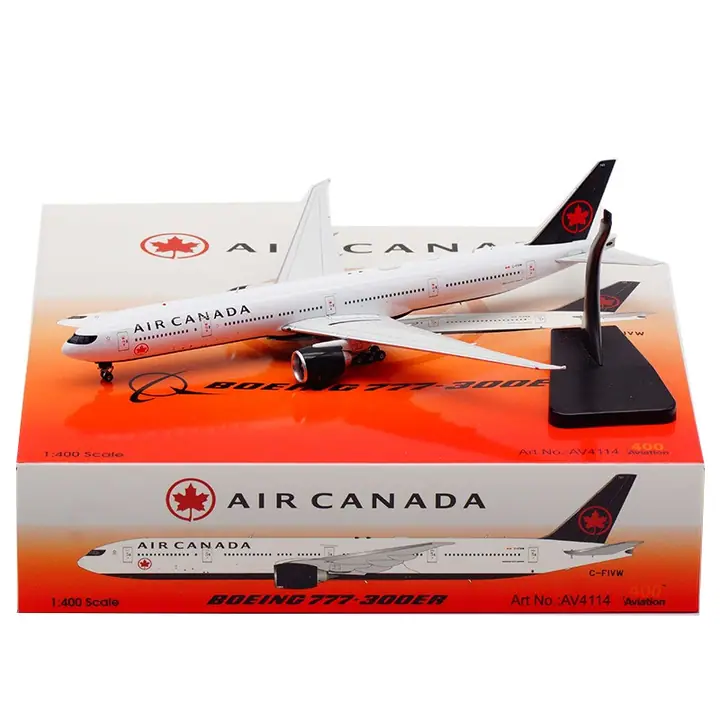 AIR CANADA
AIR CANADA
BOEING 777-300ER
1:400 Scale
Art No.:AV4114
400
Aviation
AIR CANADA
AIR CANADA
C-FIVW
1:400 Scale
BOEING 777-300ER
Art No.:AV4114
400
Aviation